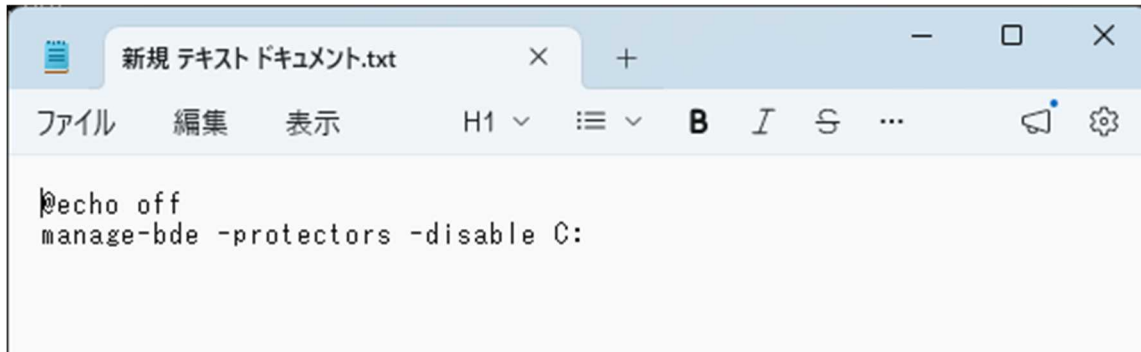 新規 テキスト ドキュメント.txt
ファイル 編集 表示 H1 B I S ...
@echo off
manage-bde -protectors -disable C: